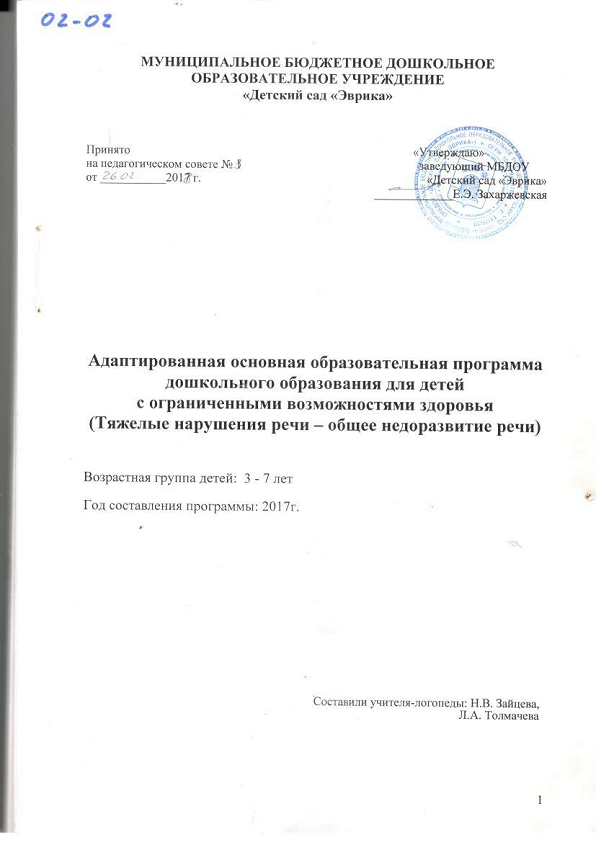 02-02
МУНИЦИПАЛЬНОЕ БЮДЖЕТНОЕ ДОШКОЛЬНОЕ
ОБРАЗОВАТЕЛЬНОЕ УЧРЕЖДЕНИЕ
«Детский сад «Эврика»
Принято
на педагогическом совете №
от 26.02. 2017 г.
«Утверждаю»
заведующий МБДОУ
«Детский сад «Эврика»
Е.Э. Захаржевская
Адаптированная основная образовательная программа
дошкольного образования для детей
с ограниченными возможностями здоровья
(Тяжелые нарушения речи – общее недоразвитие речи)
Возрастная группа детей: 3 - 7 лет
Год составления программы: 2017г.
Составили учителя-логопеды: Н.В. Зайцева,
Л.А. Толмачева
1